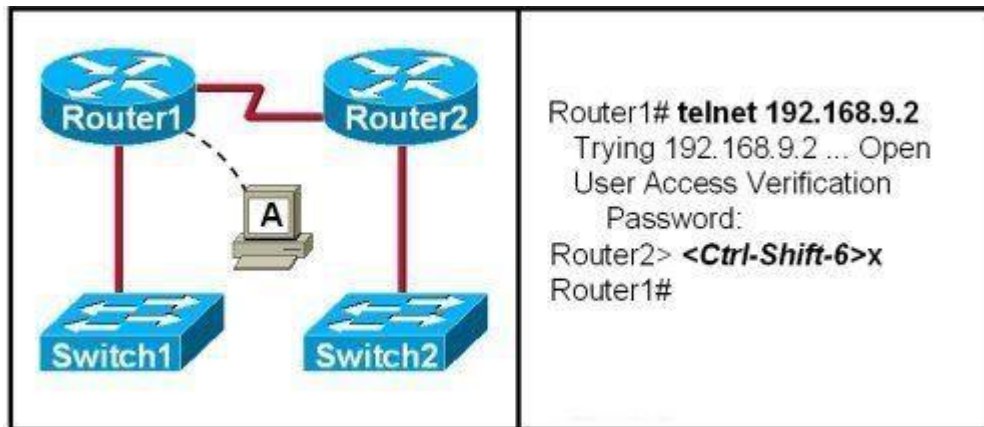 Router1
Router2
A
Switch1
Switch2
Router1# telnet 192.168.9.2
Trying 192.168.9.2 ... Open
User Access Verification
Password:
Router2> <Ctrl-Shift-6>x
Router1#